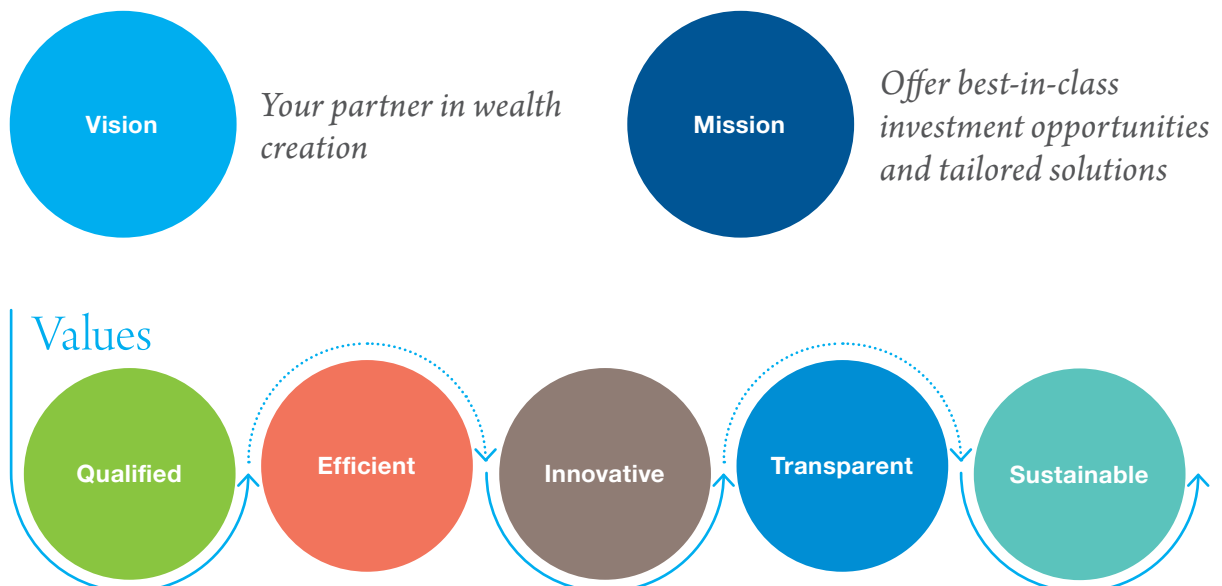 Vision
Your partner in wealth
creation
Mission
Offer best-in-class
investment opportunities
and tailored solutions
Values
Qualified
Efficient
Innovative
Transparent
Sustainable